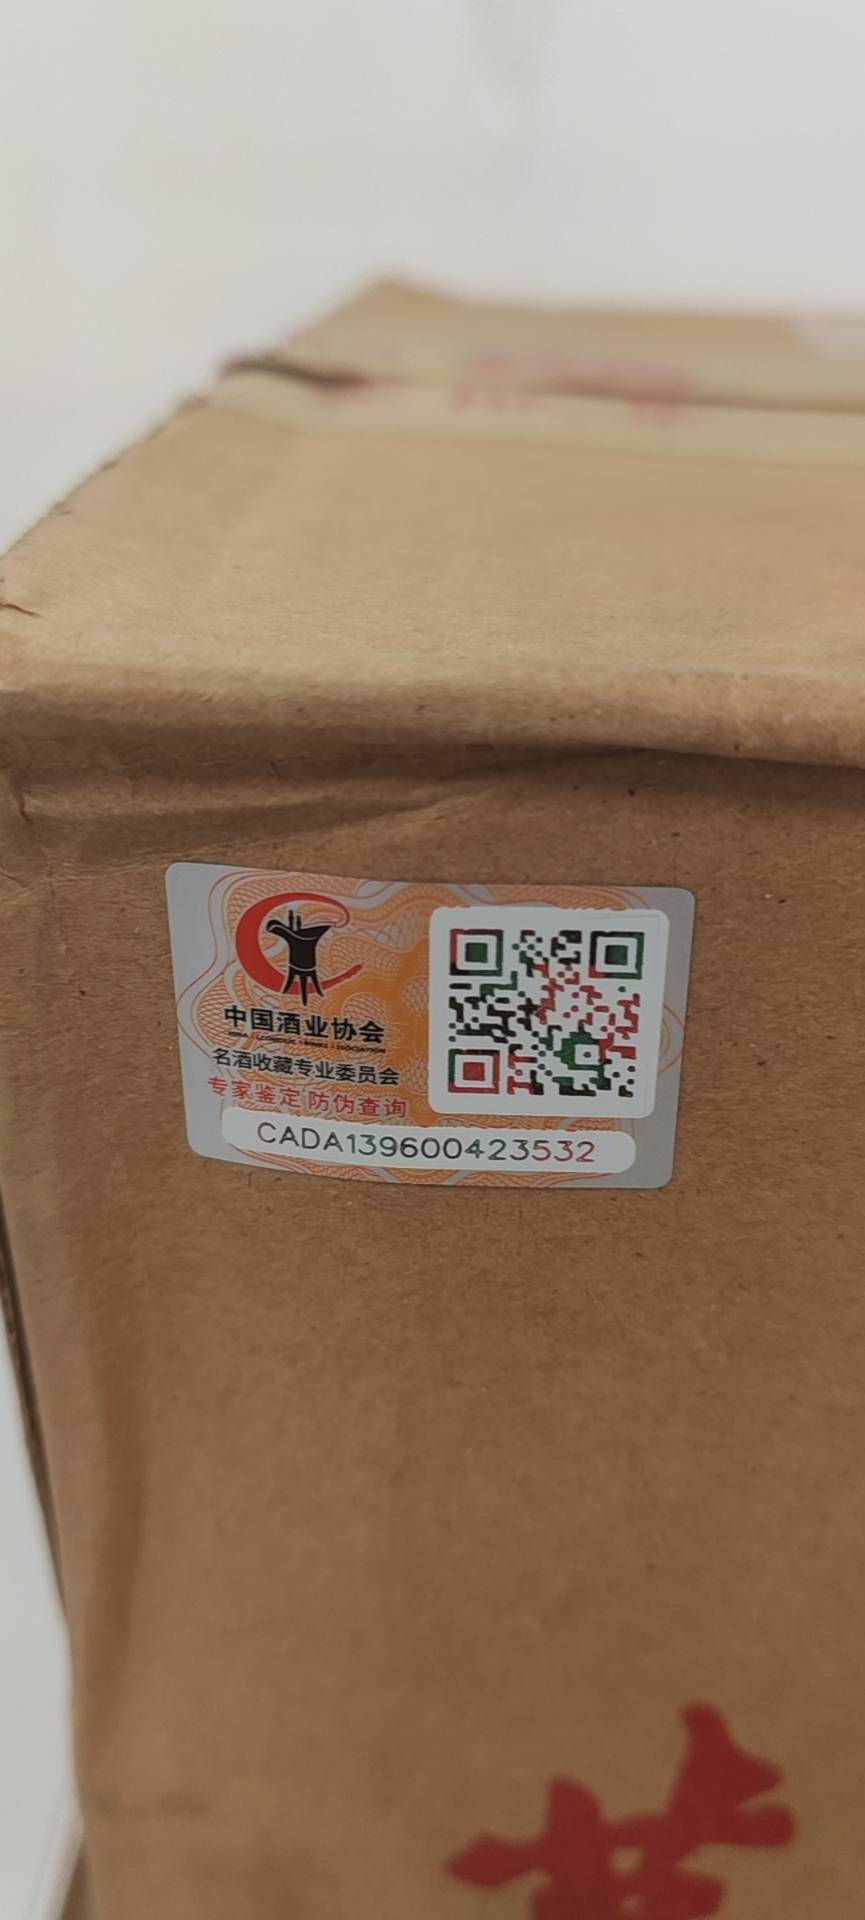 中国酒业协会
名酒收藏专业委员会
专家鉴定 防伪查询
CADA139600423532